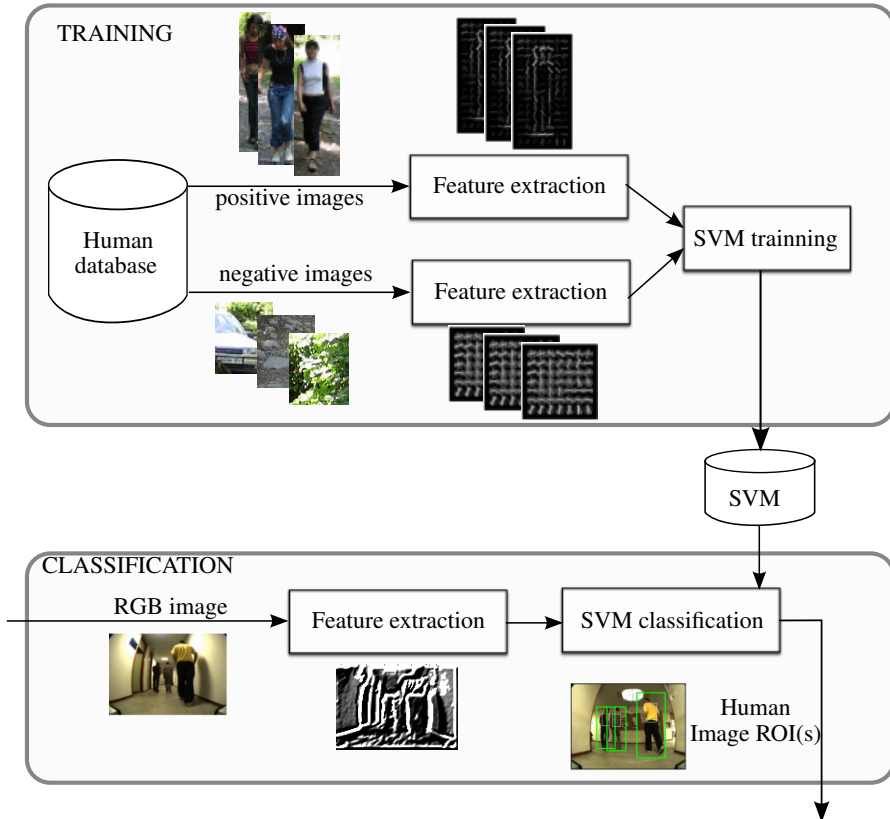 TRAINING
positive images
Feature extraction
Human
database
SVM trainning
negative images
Feature extraction
SVM
CLASSIFICATION
RGB image
Feature extraction
SVM classification
Human
Image ROI(s)